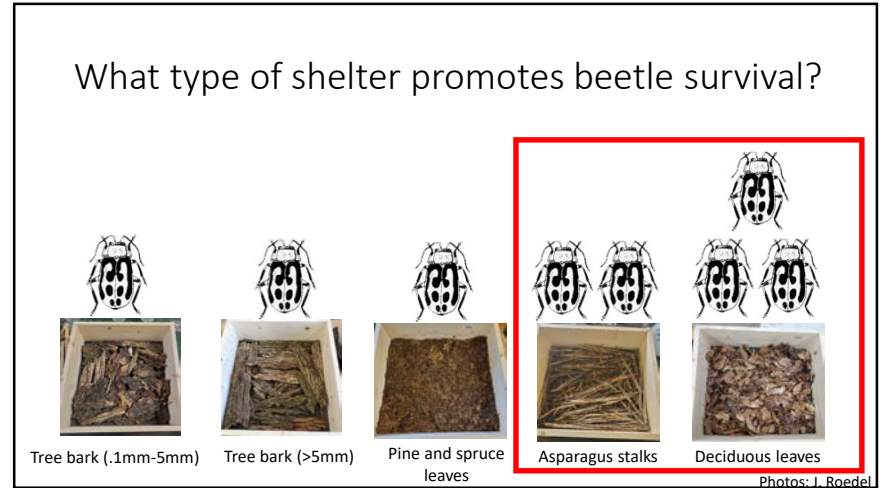 What type of shelter promotes beetle survival?
Tree bark (.1mm-5mm)
Tree bark (>5mm)
Pine and spruce
leaves
Asparagus stalks
Deciduous leaves
Photos: J. Roedel